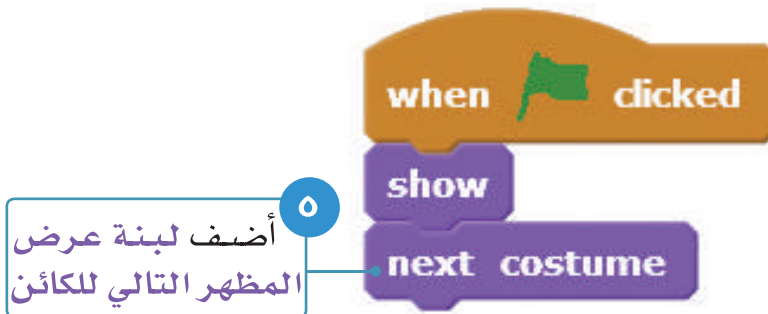 when clicked
show
next costume
٥
أضف لبنة عرض
المظهر التالي للكائن